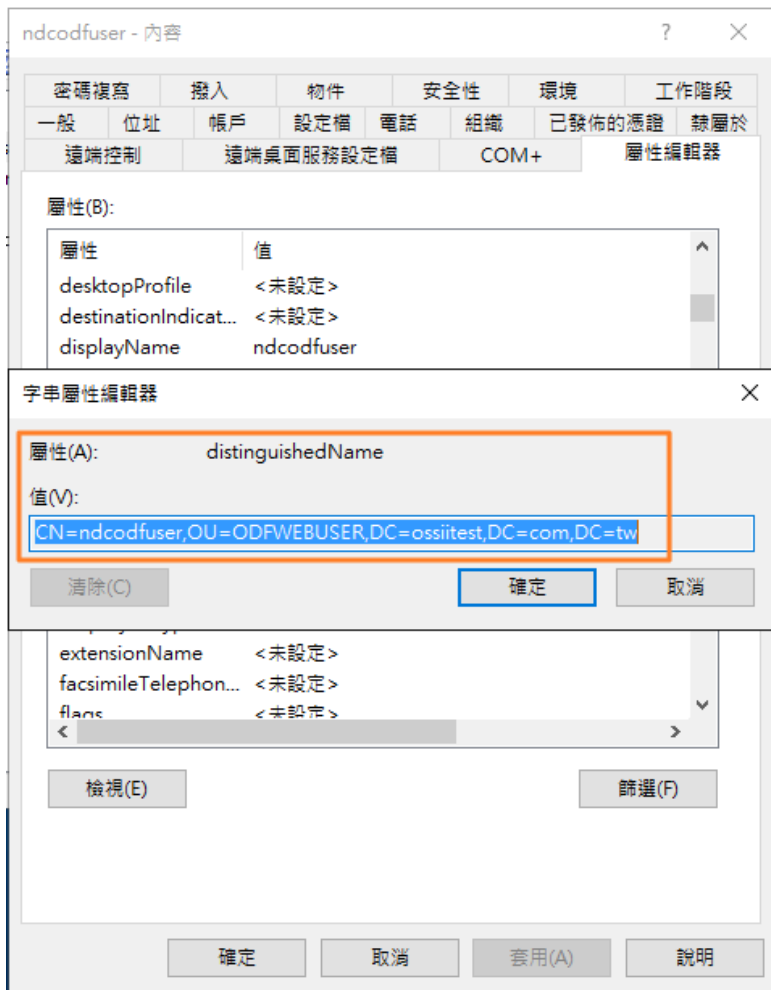 ndcodfuser - 內容 ?
密碼複寫 撥入 物件 安全性 環境 工作階段
一般 位址 帳戶 設定檔 電話 組織 已發佈的憑證 隸屬於
遠端控制 遠端桌面服務設定檔 COM+ 屬性編輯器
屬性(B):
屬性 值
desktopProfile <未設定>
destinationIndicat... <未設定>
displayName ndcodfuser
字串屬性編輯器
屬性(A): distinguishedName
值(V):
CN=ndcodfuser,OU=ODFWEBUSER,DC=ossiitest,DC=com,DC=tw
清除(C) 確定 取消
extensionName <未設定>
facsimileTelephon... <未設定>
flags <未設定>
檢視(E) 篩選(F)
確定 取消 套用(A) 說明